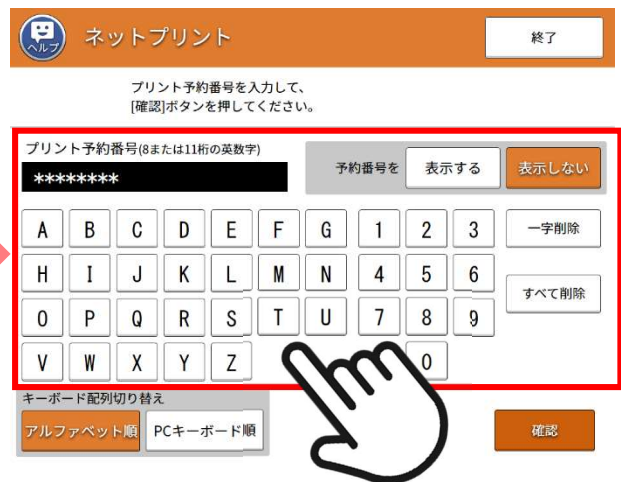 ヘルプ
ネットプリント
終了
プリント予約番号を入力して、
[確認]ボタンを押してください。
プリント予約番号(8または11桁の英数字)
********
予約番号を 表示する 表示しない
A B C D E F G 1 2 3 一字削除
H I J K L M N 4 5 6
すべて削除
O P Q R S T U 7 8 9
V W X Y Z 0
キーボード配列切り替え
アルファベット順 PCキーボード順
確認